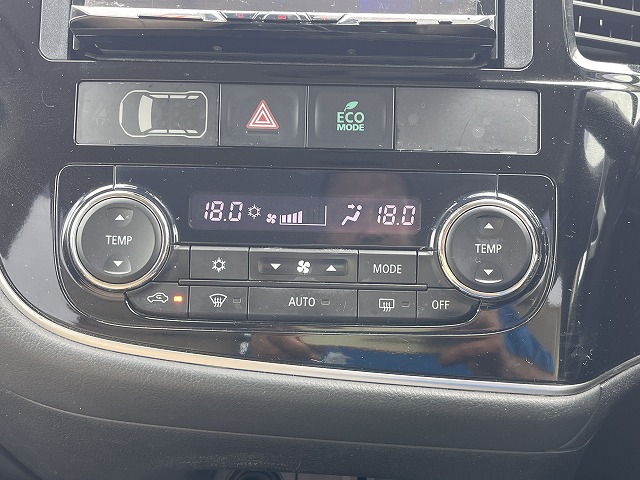 ECO
MODE
18.0 18.0
TEMP
TEMP
MODE
AUTO
OFF